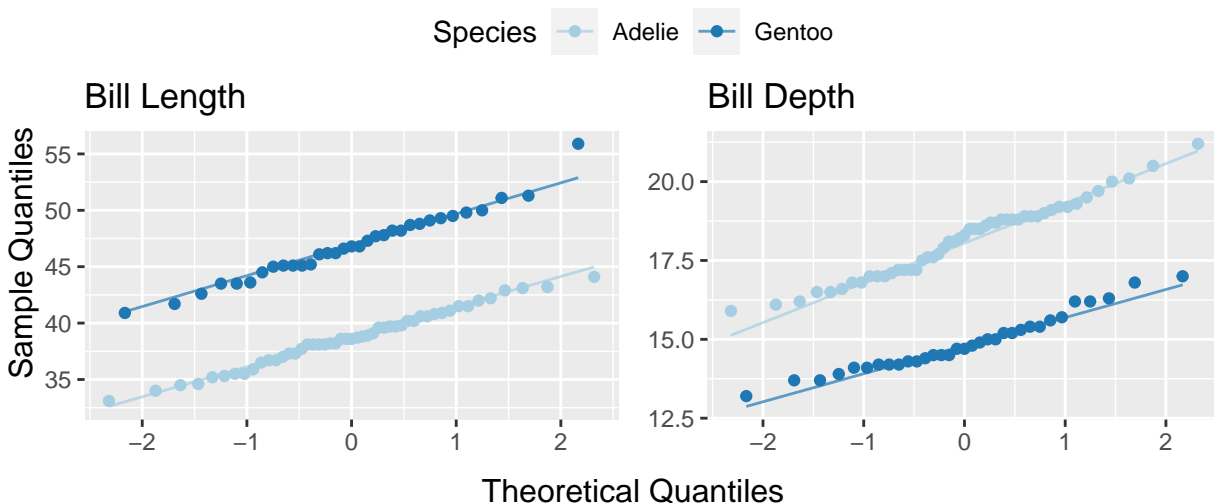 Species Adelie Gentoo
Bill Length
Bill Depth
Sample Quantiles
55
50
45
40
35
−2 −1 0 1 2
20.0
17.5
15.0
12.5
−2 −1 0 1 2
Theoretical Quantiles